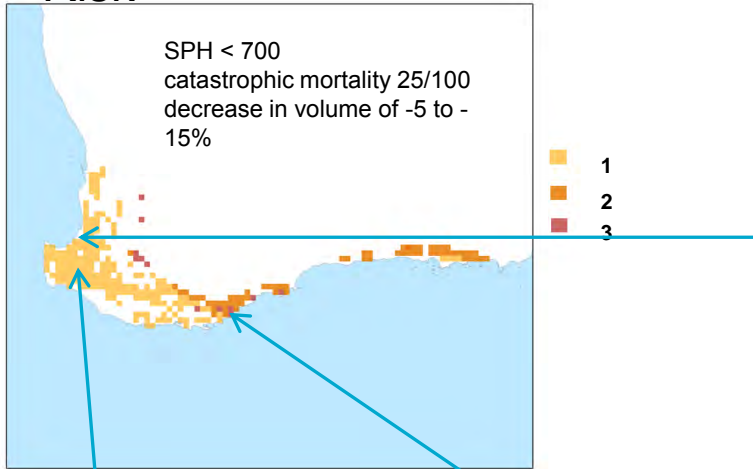 SPH < 700
catastrophic mortality 25/100
decrease in volume of -5 to -
15%
1
2
3